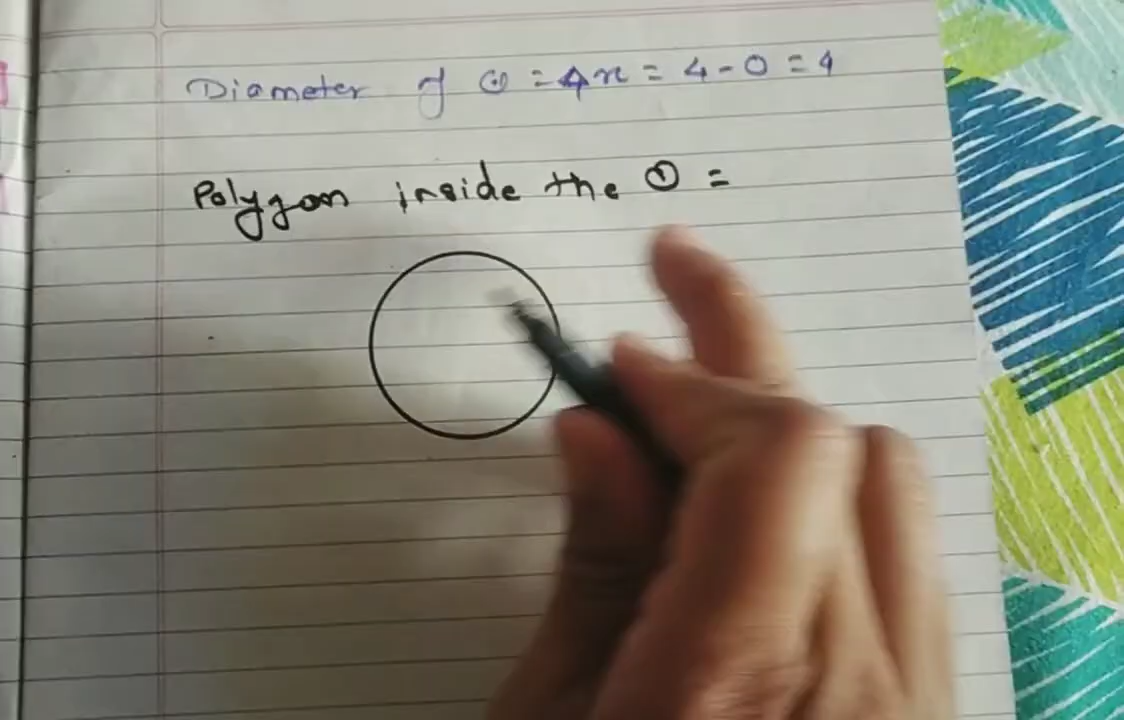 Diameter of ⊙ = 4x = 4 - 0 = 4
Polygon inside the ⊙ =